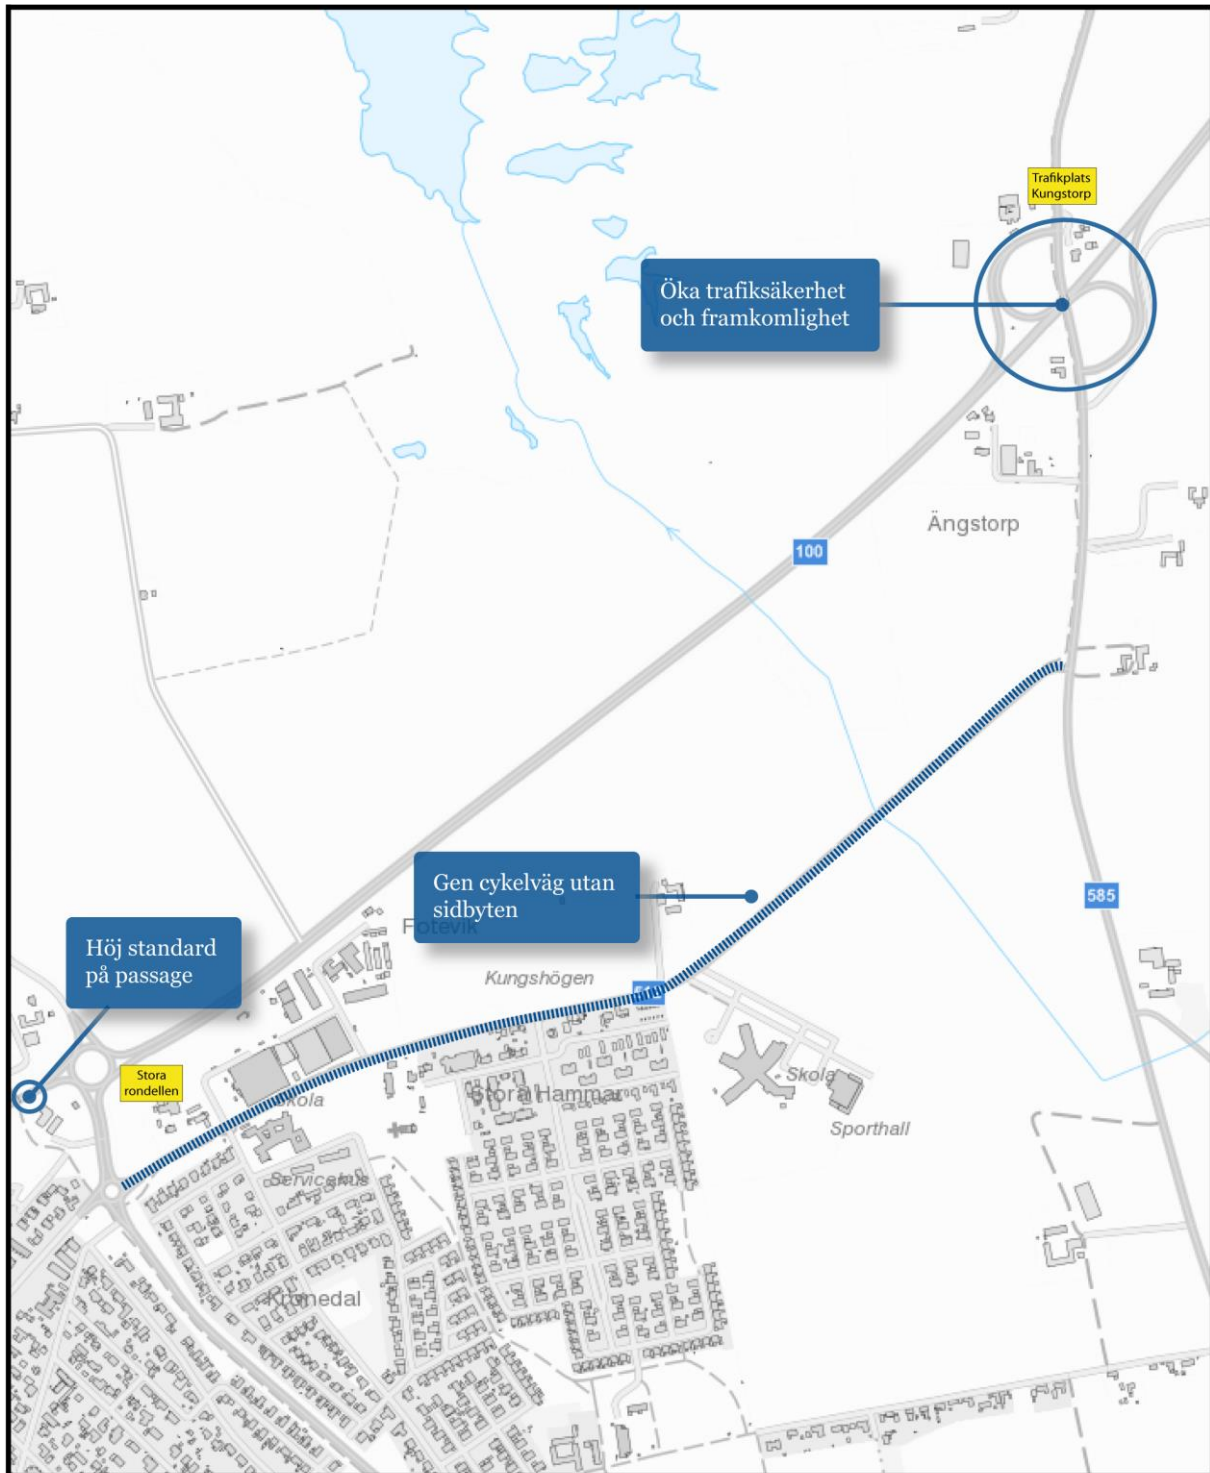 Trafikplats
Kungstorp
Öka trafiksäkerhet
och framkomlighet
Ängstorp
100
Gen cykelväg utan
sidbyten
585
Fotevik
Höj standard
på passage
Kungshögen
Stora
rondellen
Skola
Stora Hammar
Skola
Sporthall
Servicehus
Kronedal